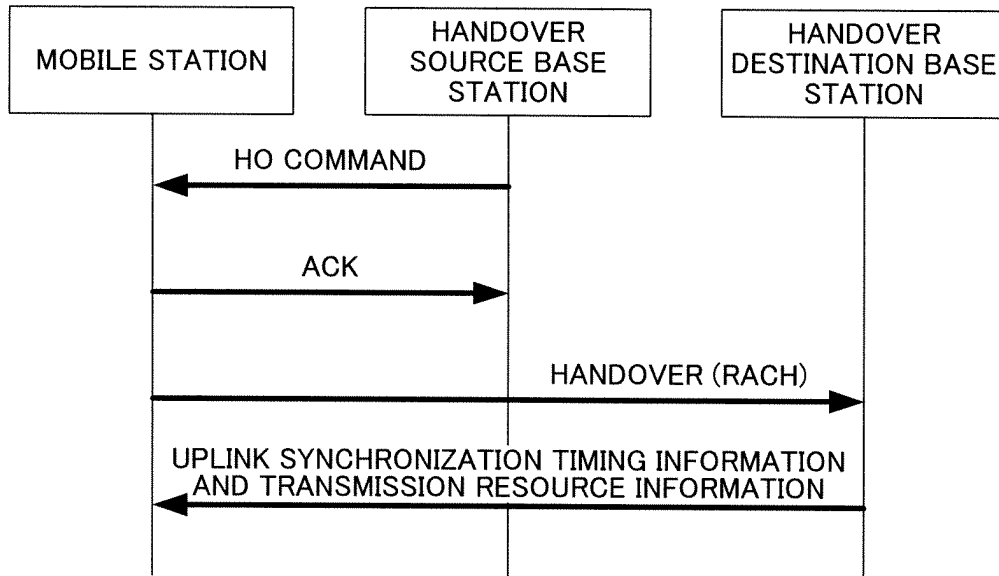 MOBILE STATION
HANDOVER
SOURCE BASE
STATION
HANDOVER
DESTINATION BASE
STATION
HO COMMAND
ACK
HANDOVER (RACH)
UPLINK SYNCHRONIZATION TIMING INFORMATION
AND TRANSMISSION RESOURCE INFORMATION